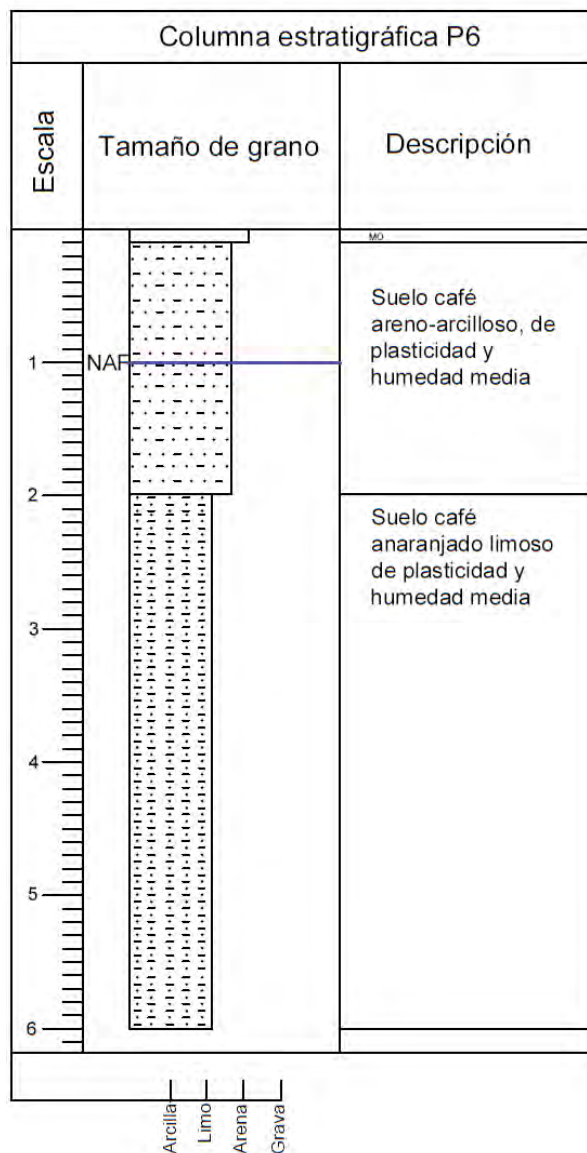 Columna estratigráfica P6
Escala
Tamaño de grano
Descripción
MO
Suelo café
areno-arcilloso, de
plasticidad y
humedad media
1
NAF
2
Suelo café
anaranjado limoso
de plasticidad y
humedad media
3
4
5
6
Arcilla
Limo
Arena
Grava